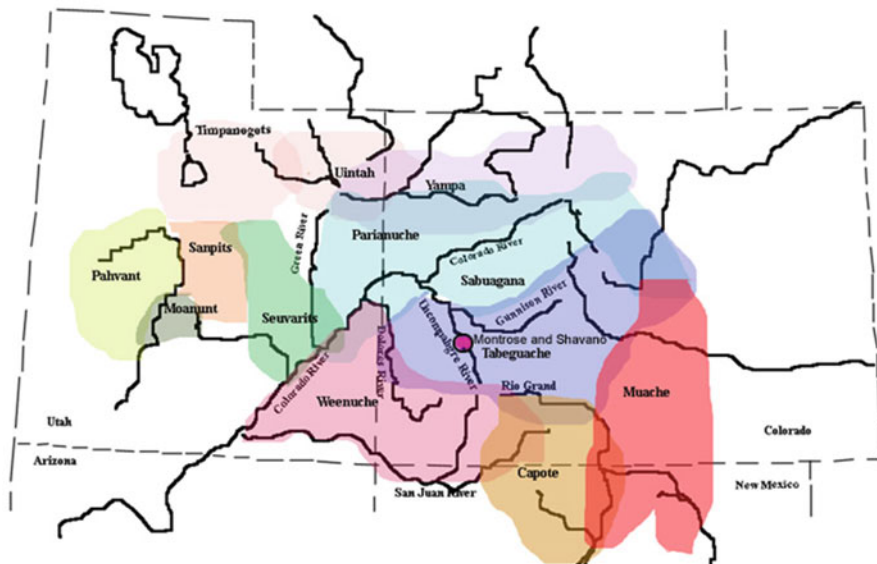 Timpanogots
Uintah
Yampa
Green River
Parianuche
Colorado River
Sanpits
Pahvant
Sabuagana
Moanunt
Seuvarits
Gunnison River
Uncompahgre River
Montrose and Shavano
Tabeguache
Dolores River
Colorado River
Rio Grand
Weenuche
Muache
Utah
Colorado
Arizona
Capote
San Juan River
New Mexico